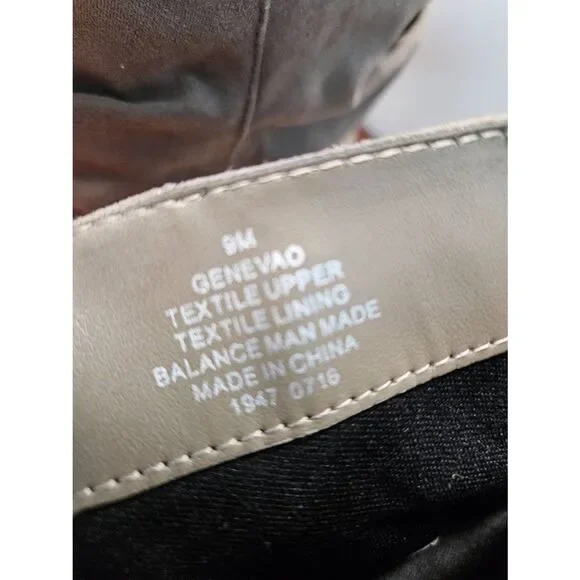 9M
GENEVAO
TEXTILE UPPER
TEXTILE LINING
BALANCE MAN MADE
MADE IN CHINA
1947 0716